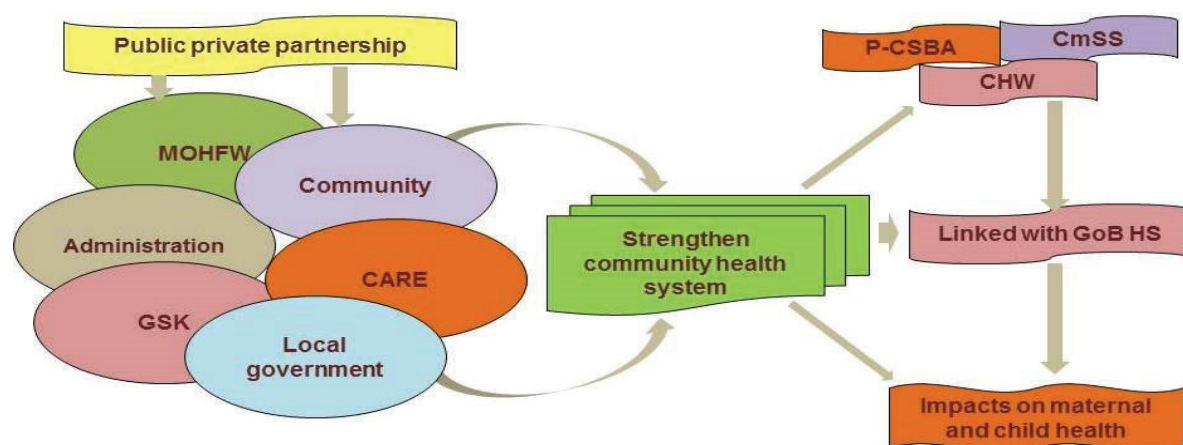 Public private partnership
MOHFW
Community
Administration
CARE
GSK
Local
government
Strengthen
community health
system
P-CSBA
CmSS
CHW
Linked with GoB HS
Impacts on maternal
and child health